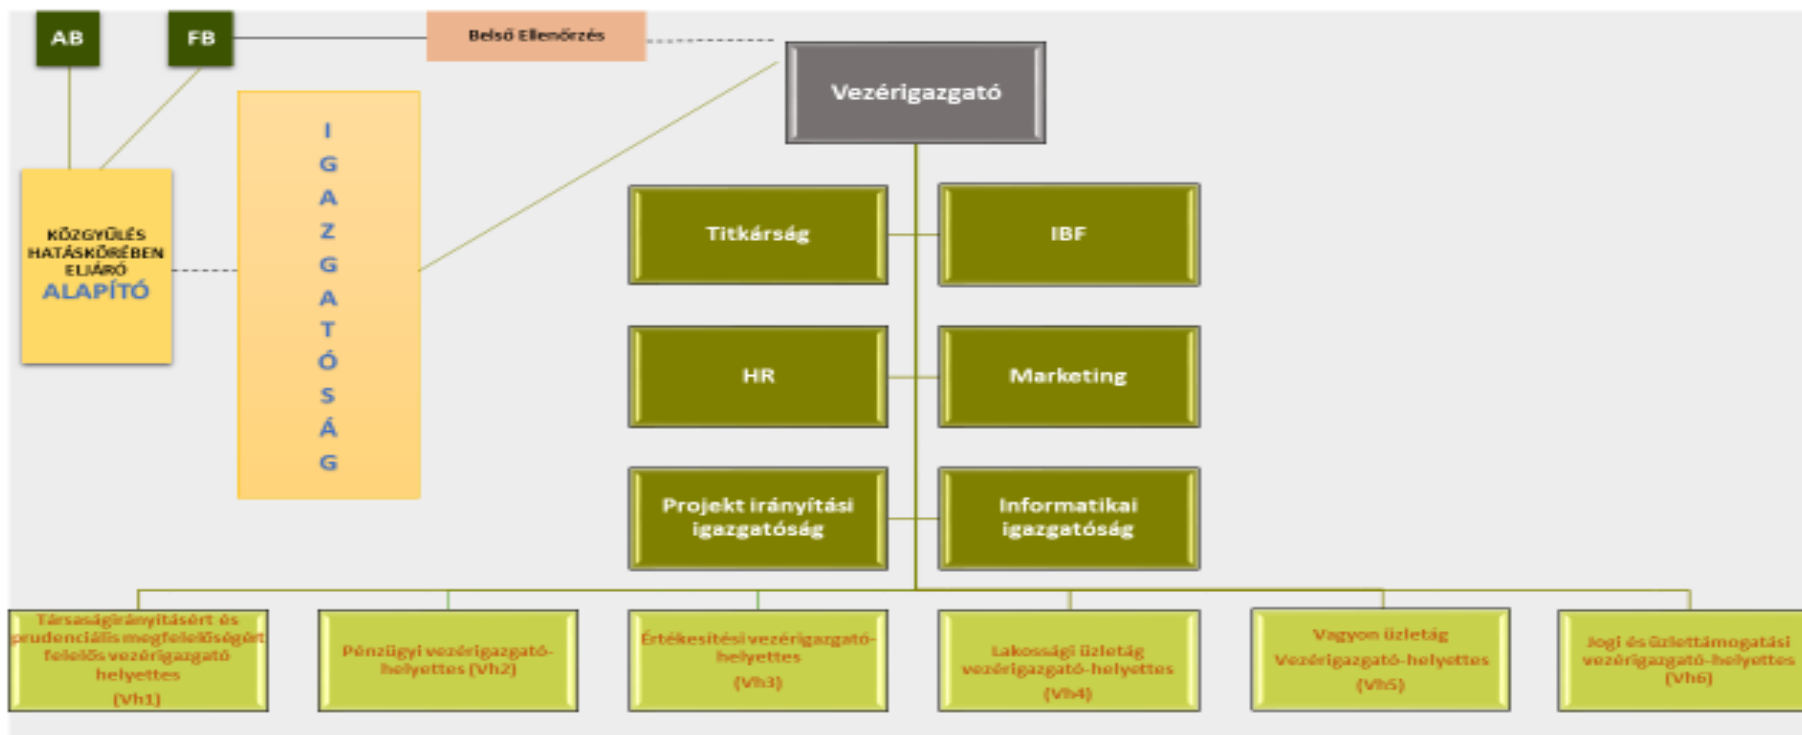 AB
FB
Belső Ellenőrzés
Vezérigazgató
I
G
A
Z
G
A
T
Ó
S
Á
G
KÖZGYŰLÉS
HATÁSKÖRÉBEN
ELJÁRÓ
ALAPÍTÓ
Titkárság
IBF
HR
Marketing
Projekt irányítási
igazgatóság
Informatikai
igazgatóság
Társaságirányításért és
prudenciális megfelelőségért
felelős vezérigazgató
helyettes
(Vh1)
Pénzügyi vezérigazgató-
helyettes (Vh2)
Értékesítési vezérigazgató-
helyettes
(Vh3)
Lakossági üzletág
vezérigazgató-helyettes
(Vh4)
Vagyon üzletág
Vezérigazgató-helyettes
(Vh5)
Jogi és üzlettámogatási
vezérigazgató-helyettes
(Vh6)